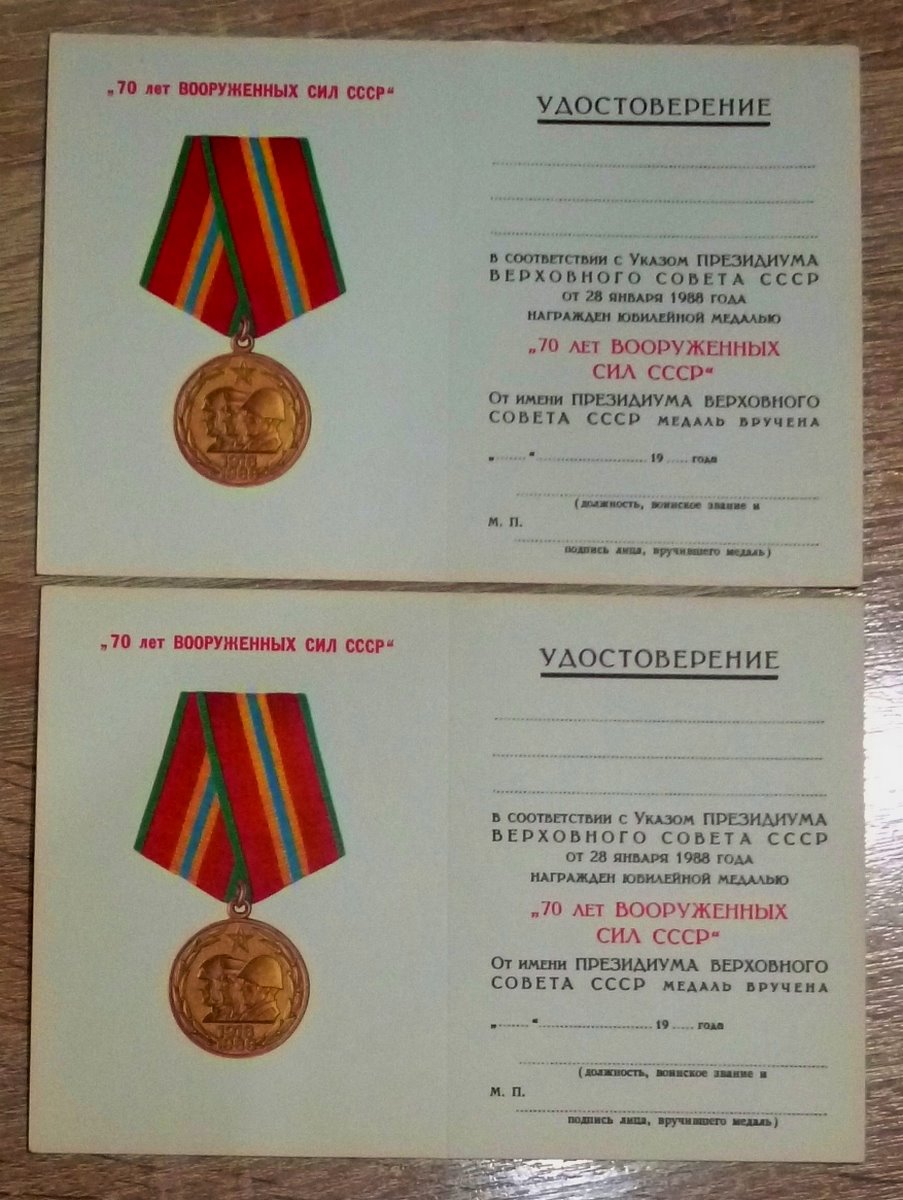 „70 лет ВООРУЖЕННЫХ СИЛ СССР“
1918
1988
УДОСТОВЕРЕНИЕ
в соответствии с Указом ПРЕЗИДИУМА
ВЕРХОВНОГО СОВЕТА СССР
от 28 января 1988 года
награжден юбилейной медалью
„70 лет ВООРУЖЕННЫХ
СИЛ СССР“
От имени ПРЕЗИДИУМА ВЕРХОВНОГО
СОВЕТА СССР медаль вручена
„......“ .............................. 19 ..... года
(должность, воинское звание и
М. П.
подпись лица, вручившего медаль)
„70 лет ВООРУЖЕННЫХ СИЛ СССР“
1918
1988
УДОСТОВЕРЕНИЕ
в соответствии с Указом ПРЕЗИДИУМА
ВЕРХОВНОГО СОВЕТА СССР
от 28 января 1988 года
награжден юбилейной медалью
„70 лет ВООРУЖЕННЫХ
СИЛ СССР“
От имени ПРЕЗИДИУМА ВЕРХОВНОГО
СОВЕТА СССР медаль вручена
„......“ .............................. 19 ..... года
(должность, воинское звание и
М. П.
подпись лица, вручившего медаль)